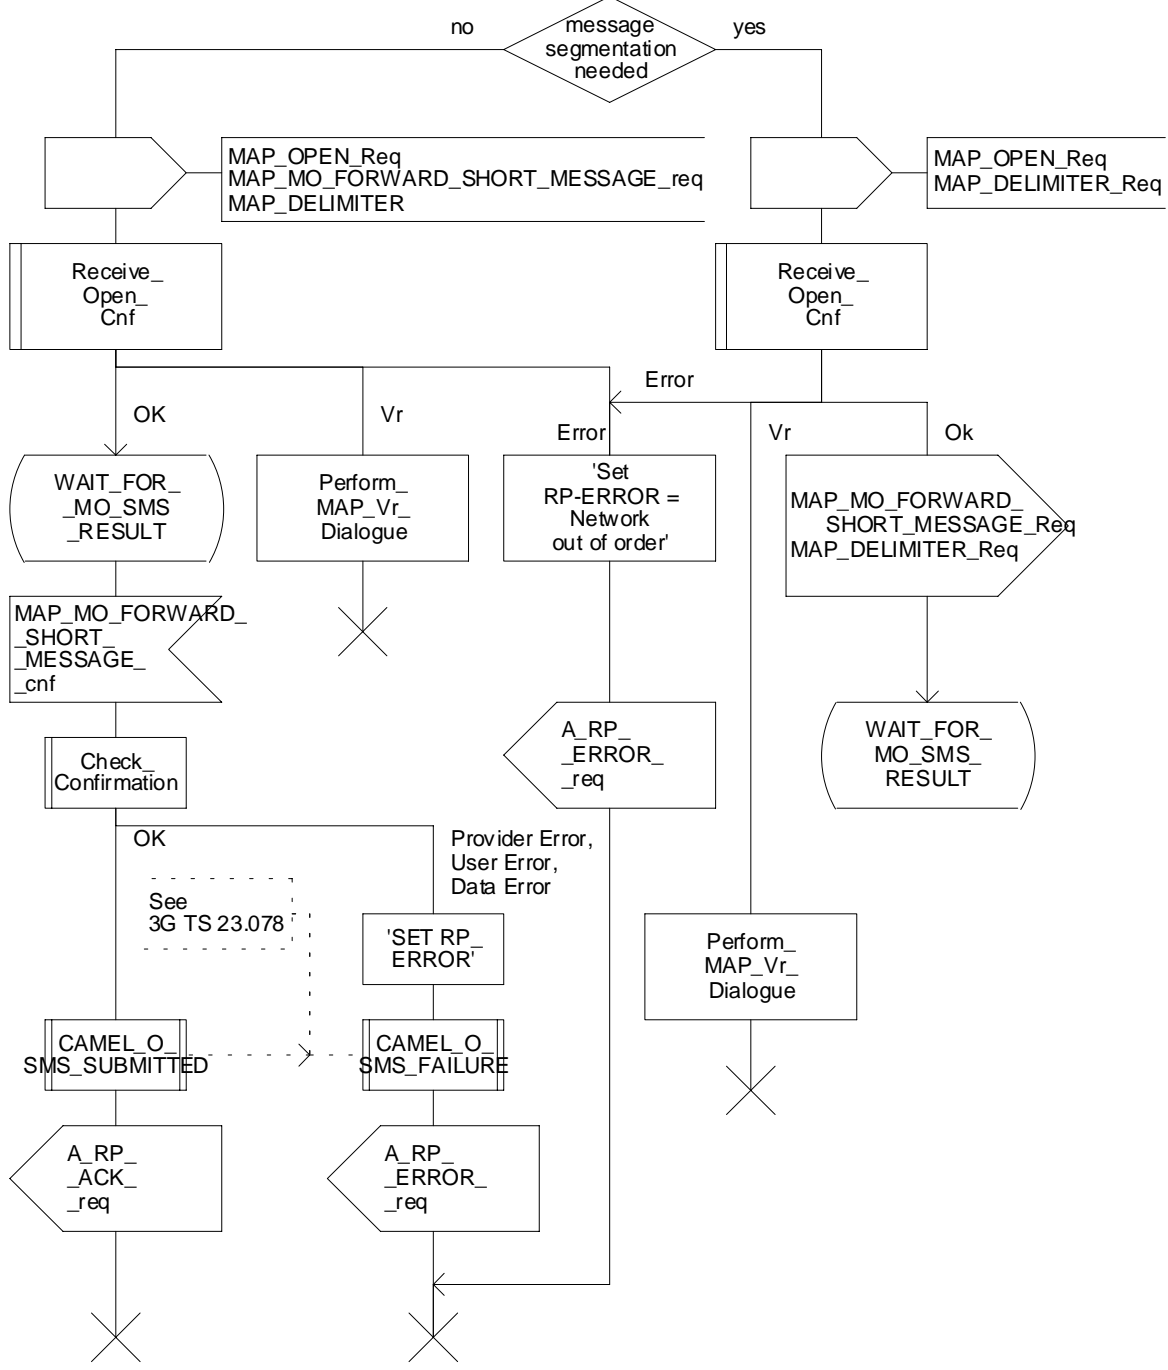 no
message
segmentation
needed
yes
MAP_OPEN_Req
MAP_MO_FORWARD_SHORT_MESSAGE_req
MAP_DELIMITER
MAP_OPEN_Req
MAP_DELIMITER_Req
Receive_
Open_
Cnf
Receive_
Open_
Cnf
Error
OK
Vr
Error
Vr
Ok
WAIT_FOR_
_MO_SMS
_RESULT
Perform_
MAP_Vr_
Dialogue
'Set
RP-ERROR =
Network
out of order'
MAP_MO_FORWARD_
SHORT_MESSAGE_Req
MAP_DELIMITER_Req
MAP_MO_FORWARD_
_SHORT_
_MESSAGE_
_cnf
A_RP_
_ERROR_
_req
WAIT_FOR_
MO_SMS_
RESULT
Check_
Confirmation
OK
Provider Error,
User Error,
Data Error
See
3G TS 23.078
'SET RP_
ERROR'
Perform_
MAP_Vr_
Dialogue
CAMEL_O_
SMS_SUBMITTED
CAMEL_O_
SMS_FAILURE
A_RP_
_ACK_
_req
A_RP_
_ERROR_
_req